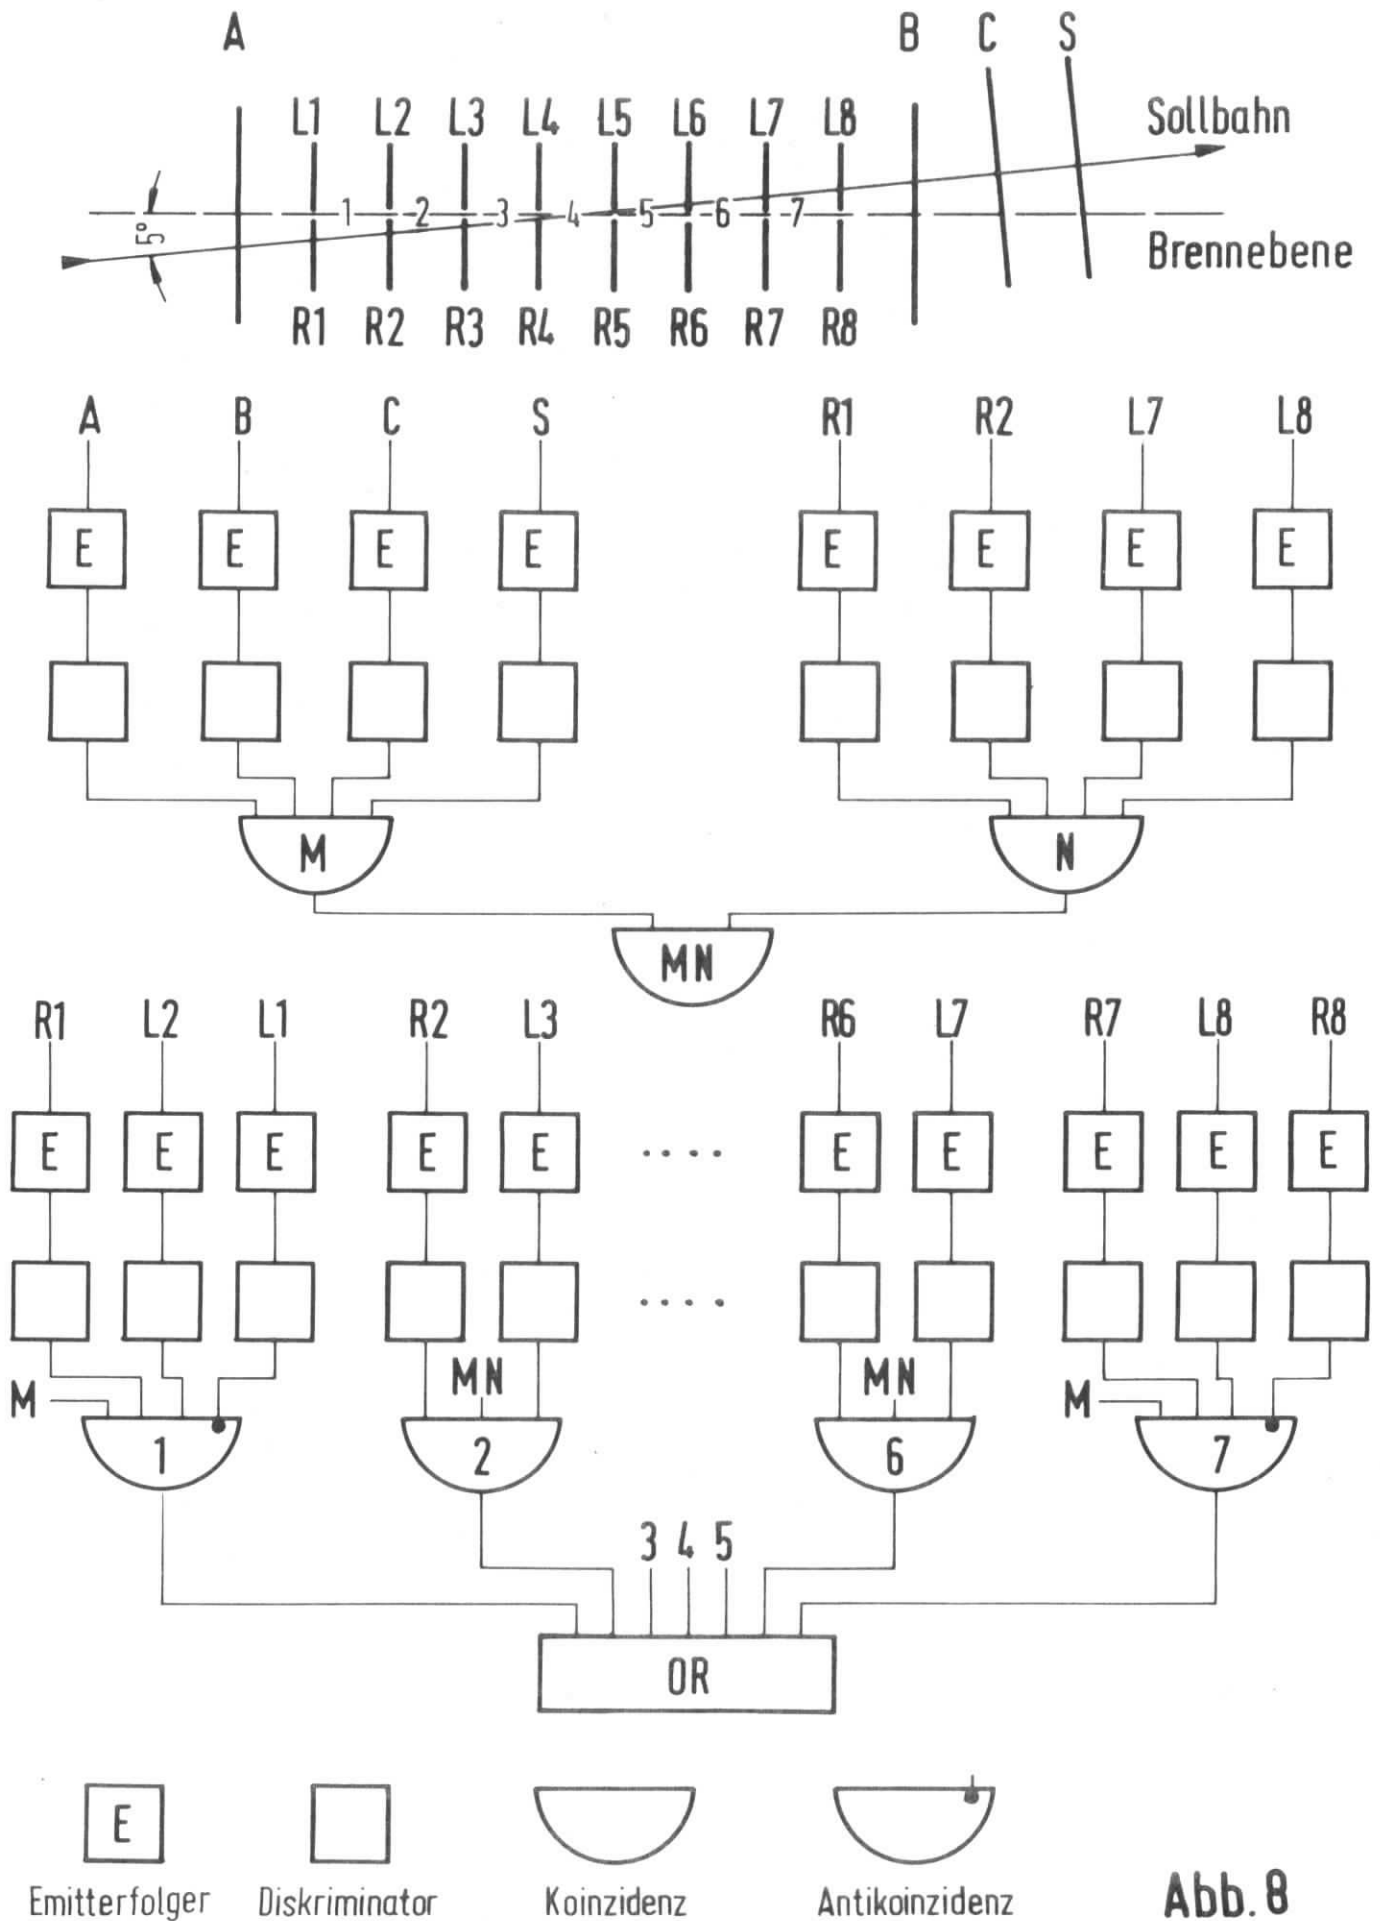 A B C S
L1 L2 L3 L4 L5 L6 L7 L8
Sollbahn
1 2 3 4 5 6 7
5°
Brennebene
R1 R2 R3 R4 R5 R6 R7 R8
A B C S R1 R2 L7 L8
E E E E E E E E
M N
MN
R1 L2 L1 R2 L3 R6 L7 R7 L8 R8
E E E E E .... E E E E E
....
MN MN
M M
1 2 6 7
3 4 5
OR
E
Emitterfolger Diskriminator Koinzidenz Antikoinzidenz
Abb. 8